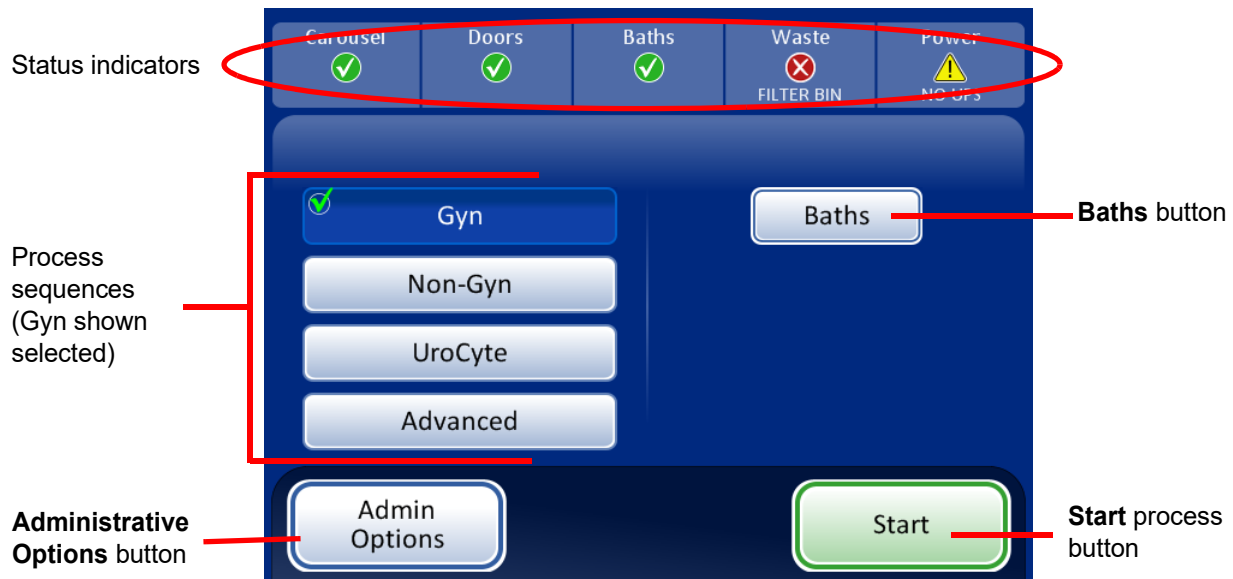 Status indicators
Carousel
Doors
Baths
Waste
FILTER BIN
Power
NO UPS
Process
sequences
(Gyn shown
selected)
Gyn
Non-Gyn
UroCyte
Advanced
Baths
Baths button
Administrative
Options button
Admin
Options
Start
Start process
button